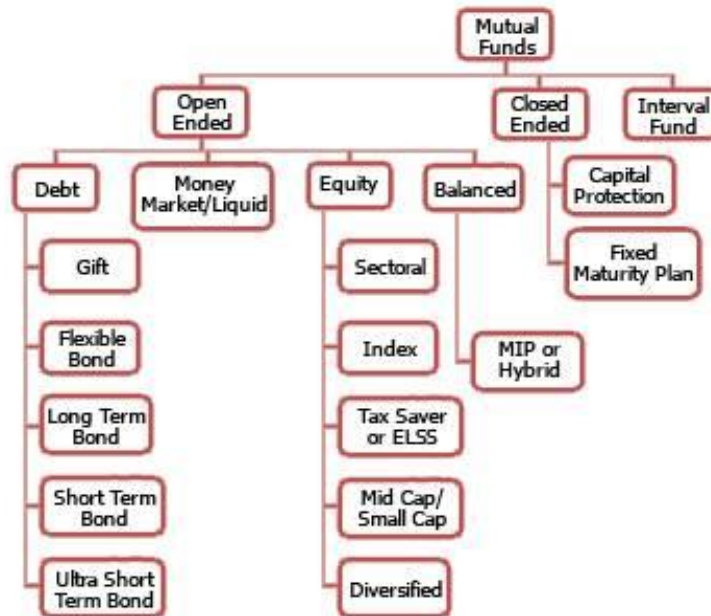 Mutual
Funds
Open
Ended
Closed
Ended
Interval
Fund
Debt
Money
Market/Liquid
Equity
Balanced
Capital
Protection
Fixed
Maturity Plan
Gift
Flexible
Bond
Long Term
Bond
Short Term
Bond
Ultra Short
Term Bond
Sectoral
Index
Tax Saver
or ELSS
Mid Cap/
Small Cap
Diversified
MIP or
Hybrid